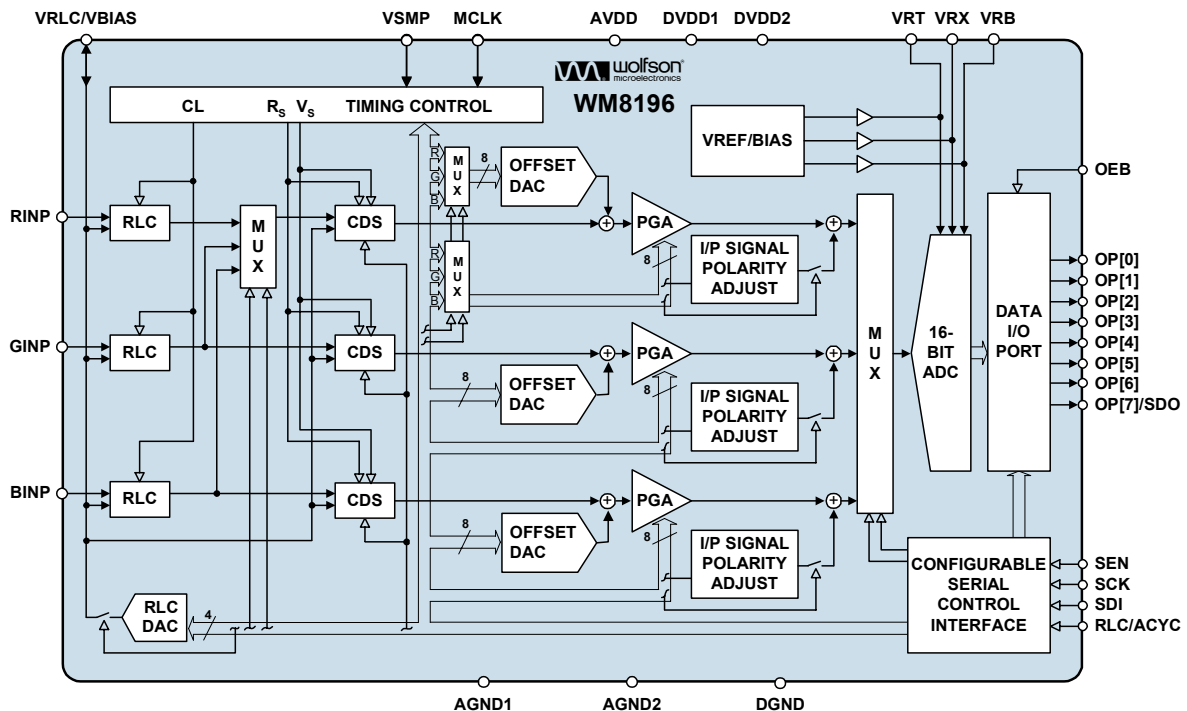 VRLC/VBIAS VSMP MCLK AVDD DVDD1 DVDD2 VRT VRX VRB
wolfson
microelectronics
WM8196
CL RS VS TIMING CONTROL
VREF/BIAS
OEB
R
G
B
M
U
X
8
OFFSET
DAC
RINP
RLC
M
U
X
CDS
+
PGA
+
R
G
B
M
U
X
8
I/P SIGNAL
POLARITY
ADJUST
M
U
X
16-
BIT
ADC
DATA
I/O
PORT
OP[0]
OP[1]
OP[2]
OP[3]
OP[4]
OP[5]
OP[6]
OP[7]/SDO
GINP
RLC
CDS
+
PGA
+
8
OFFSET
DAC
8
I/P SIGNAL
POLARITY
ADJUST
BINP
RLC
CDS
+
PGA
+
8
OFFSET
DAC
8
I/P SIGNAL
POLARITY
ADJUST
CONFIGURABLE
SERIAL
CONTROL
INTERFACE
SEN
SCK
SDI
RLC/ACYC
RLC
DAC
4
AGND1 AGND2 DGND